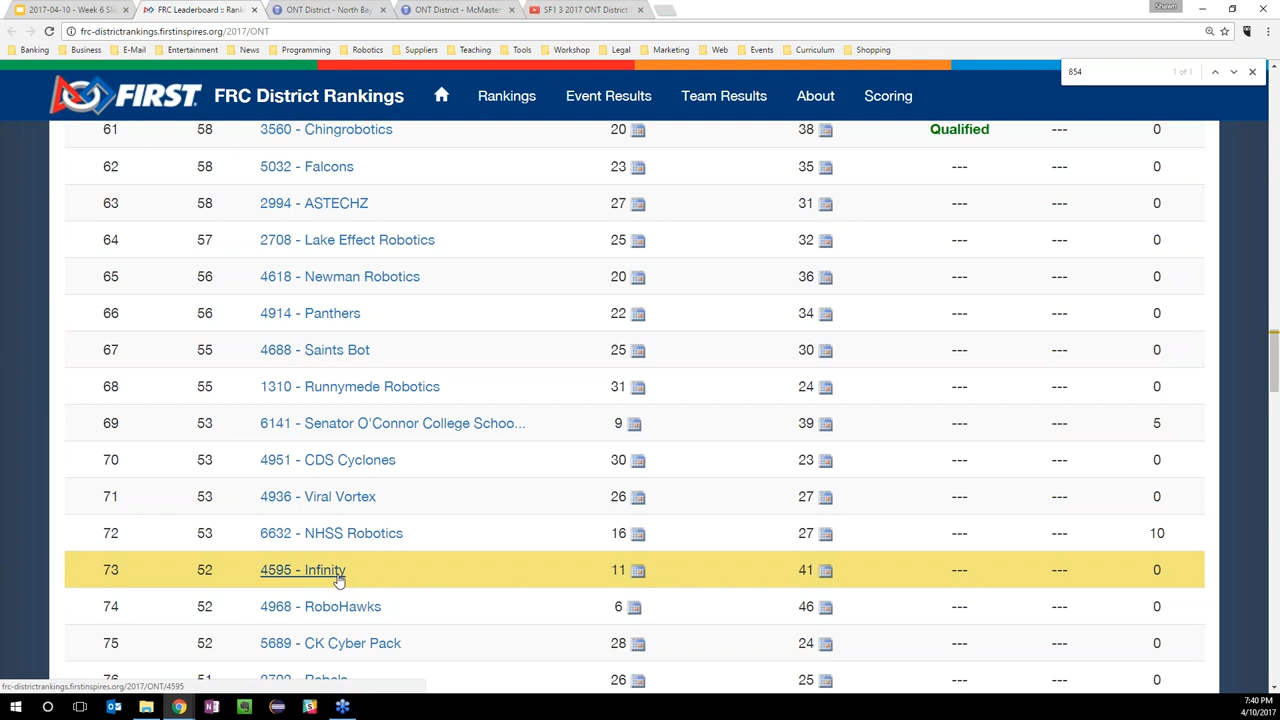 2017-04-10 - Week 6 Sli
FRC Leaderboard :: Rank
ONT District - North Bay
ONT District - McMaster
SF1 3 2017 ONT District
Shawn
frc-districtrankings.firstinspires.org/2017/ONT
Banking Business E-Mail Entertainment News Programming Robotics Suppliers Teaching Tools Workshop Legal Marketing Web Events Curriculum Shopping
854 1 of 1
FIRST FRC District Rankings Rankings Event Results Team Results About Scoring
61 58 3560 - Chingrobotics 20 38 Qualified --- 0
62 58 5032 - Falcons 23 35 --- --- 0
63 58 2994 - ASTECHZ 27 31 --- --- 0
64 57 2708 - Lake Effect Robotics 25 32 --- --- 0
65 56 4618 - Newman Robotics 20 36 --- --- 0
66 56 4914 - Panthers 22 34 --- --- 0
67 55 4688 - Saints Bot 25 30 --- --- 0
68 55 1310 - Runnymede Robotics 31 24 --- --- 0
69 53 6141 - Senator O'Connor College Schoo... 9 39 --- --- 5
70 53 4951 - CDS Cyclones 30 23 --- --- 0
71 53 4936 - Viral Vortex 26 27 --- --- 0
72 53 6632 - NHSS Robotics 16 27 --- --- 10
73 52 4595 - Infinity 11 41 --- --- 0
74 52 4968 - RoboHawks 6 46 --- --- 0
75 52 5689 - CK Cyber Pack 28 24 --- --- 0
76 51 Rebels 26 25 --- --- 0
frc-districtrankings.firstinspires.org/2017/ONT/4595
7:40 PM
4/10/2017